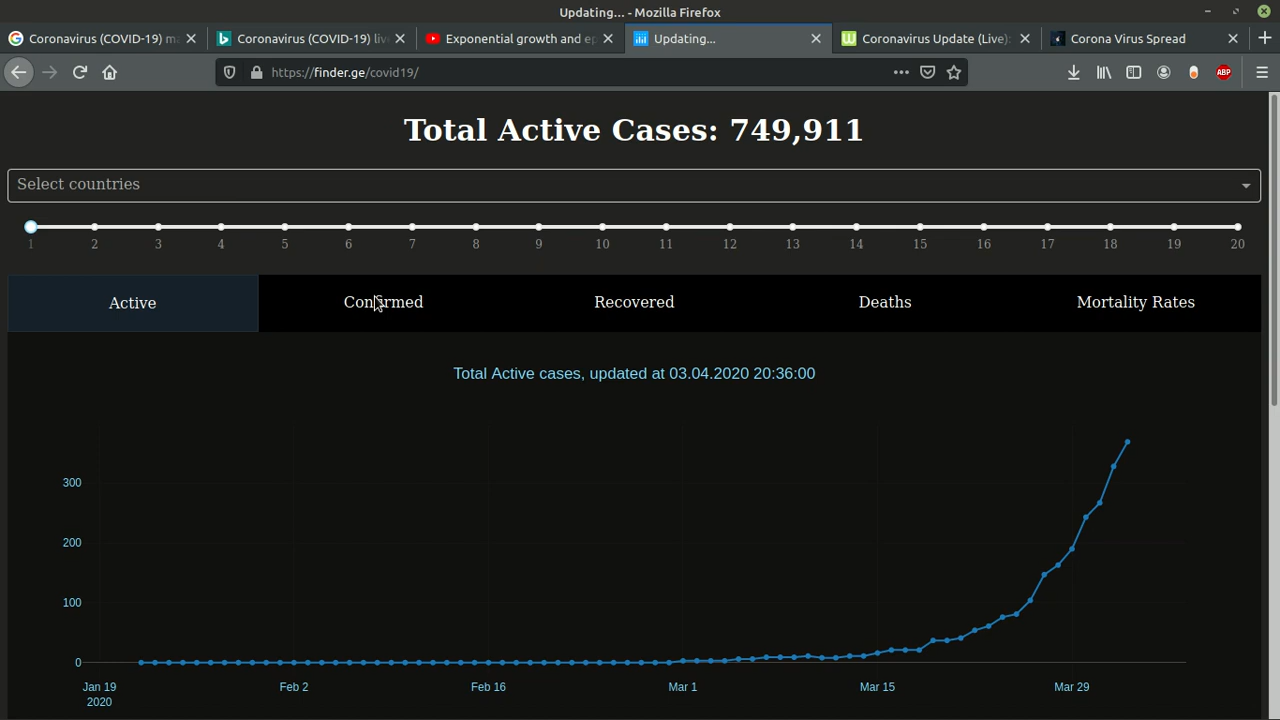 Updating... - Mozilla Firefox
Coronavirus (COVID-19) m
Coronavirus (COVID-19) liv
Exponential growth and ep
Updating...
Coronavirus Update (Live):
Corona Virus Spread
https://finder.ge/covid19/
ABP
Total Active Cases: 749,911
Select countries
1 2 3 4 5 6 7 8 9 10 11 12 13 14 15 16 17 18 19 20
Active Confirmed Recovered Deaths Mortality Rates
Total Active cases, updated at 03.04.2020 20:36:00
300
200
100
0
Jan 19 Feb 2 Feb 16 Mar 1 Mar 15 Mar 29
2020